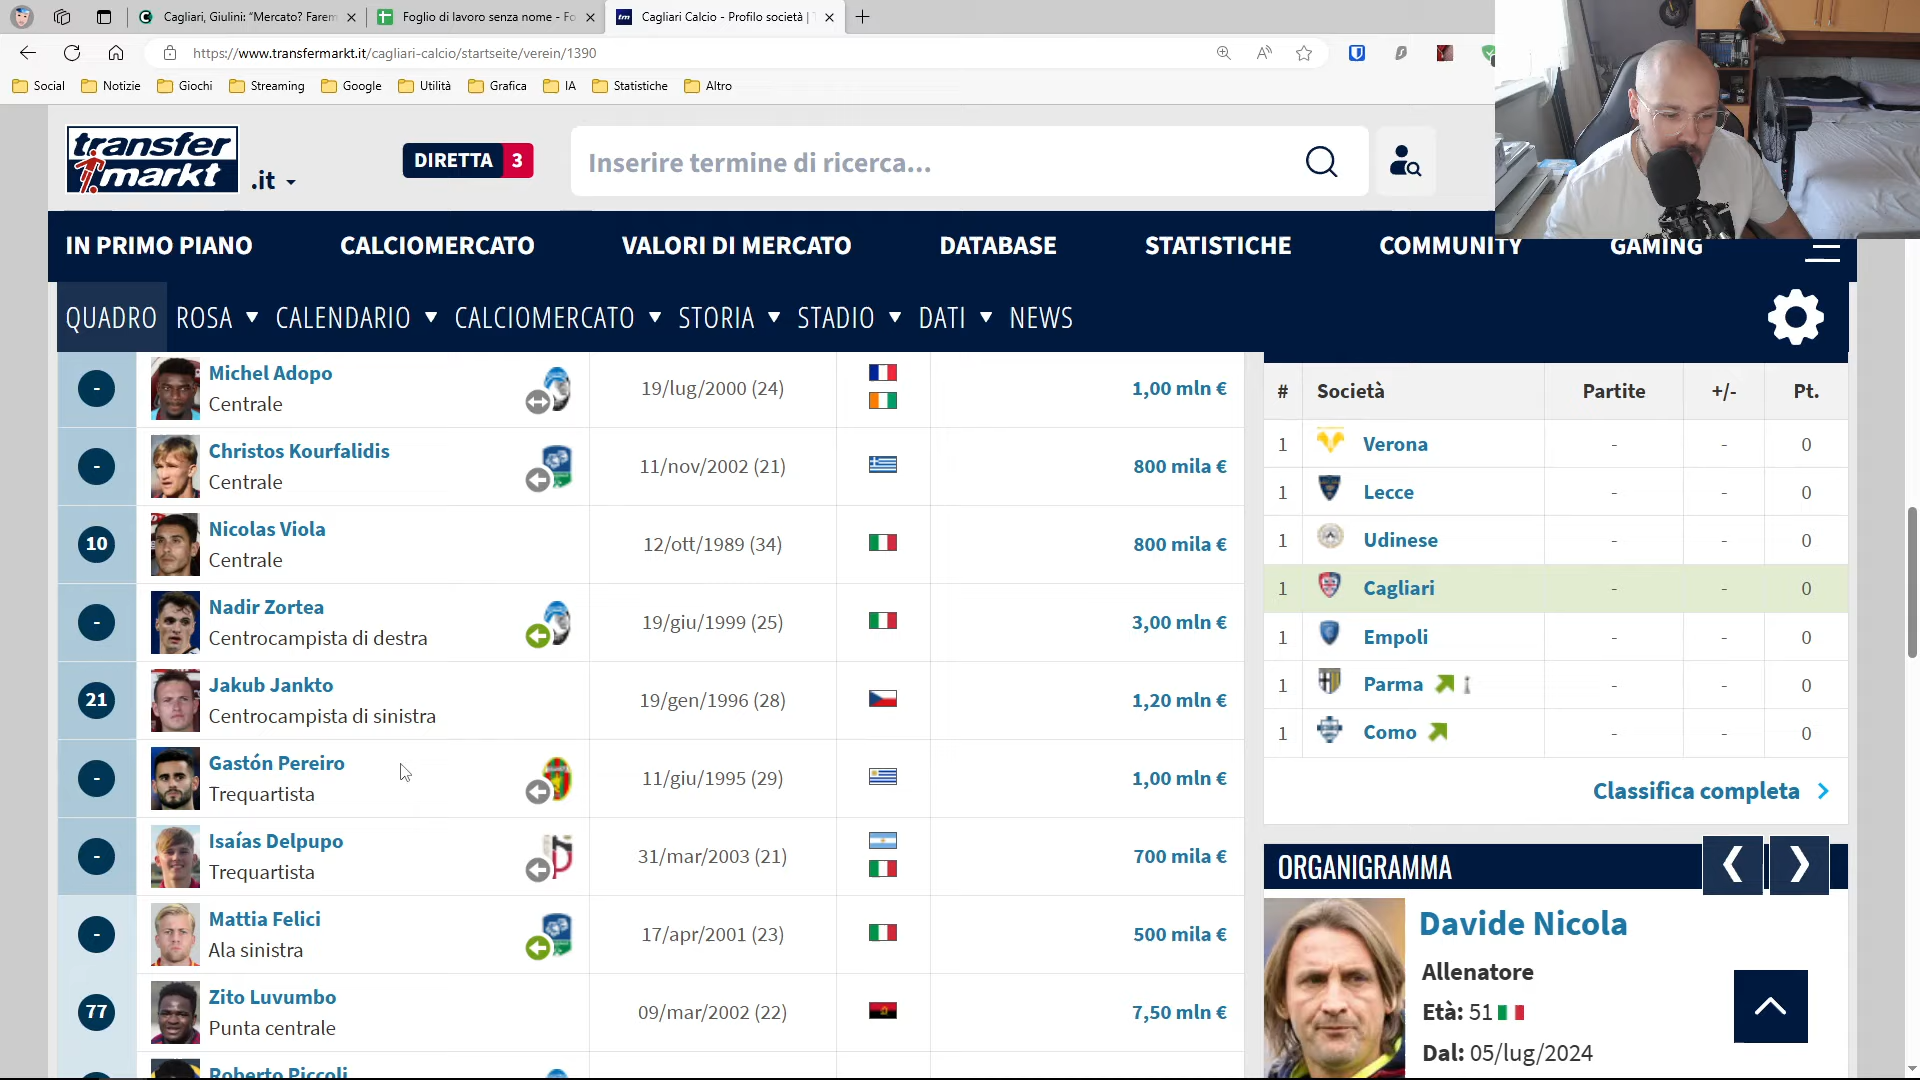 Cagliari, Giulini: “Mercato? Farem
Foglio di lavoro senza nome - Fo
Cagliari Calcio - Profilo società |
https://www.transfermarkt.it/cagliari-calcio/startseite/verein/1390
Social Notizie Giochi Streaming Google Utilità Grafica IA Statistiche Altro
transfer markt .it
DIRETTA 3
Inserire termine di ricerca...
IN PRIMO PIANO CALCIOMERCATO VALORI DI MERCATO DATABASE STATISTICHE COMMUNITY GAMING
QUADRO ROSA CALENDARIO CALCIOMERCATO STORIA STADIO DATI NEWS
- Michel Adopo 19/lug/2000 (24) 1,00 mln €
Centrale
- Christos Kourfalidis 11/nov/2002 (21) 800 mila €
Centrale
10 Nicolas Viola 12/ott/1989 (34) 800 mila €
Centrale
- Nadir Zortea 19/giu/1999 (25) 3,00 mln €
Centrocampista di destra
21 Jakub Jankto 19/gen/1996 (28) 1,20 mln €
Centrocampista di sinistra
- Gastón Pereiro 11/giu/1995 (29) 1,00 mln €
Trequartista
- Isaías Delpupo 31/mar/2003 (21) 700 mila €
Trequartista
- Mattia Felici 17/apr/2001 (23) 500 mila €
Ala sinistra
77 Zito Luvumbo 09/mar/2002 (22) 7,50 mln €
Punta centrale
Roberto Piccoli
# Società Partite +/- Pt.
1 Verona - - 0
1 Lecce - - 0
1 Udinese - - 0
1 Cagliari - - 0
1 Empoli - - 0
1 Parma - - 0
1 Como - - 0
Classifica completa
ORGANIGRAMMA
Davide Nicola
Allenatore
Età: 51
Dal: 05/lug/2024